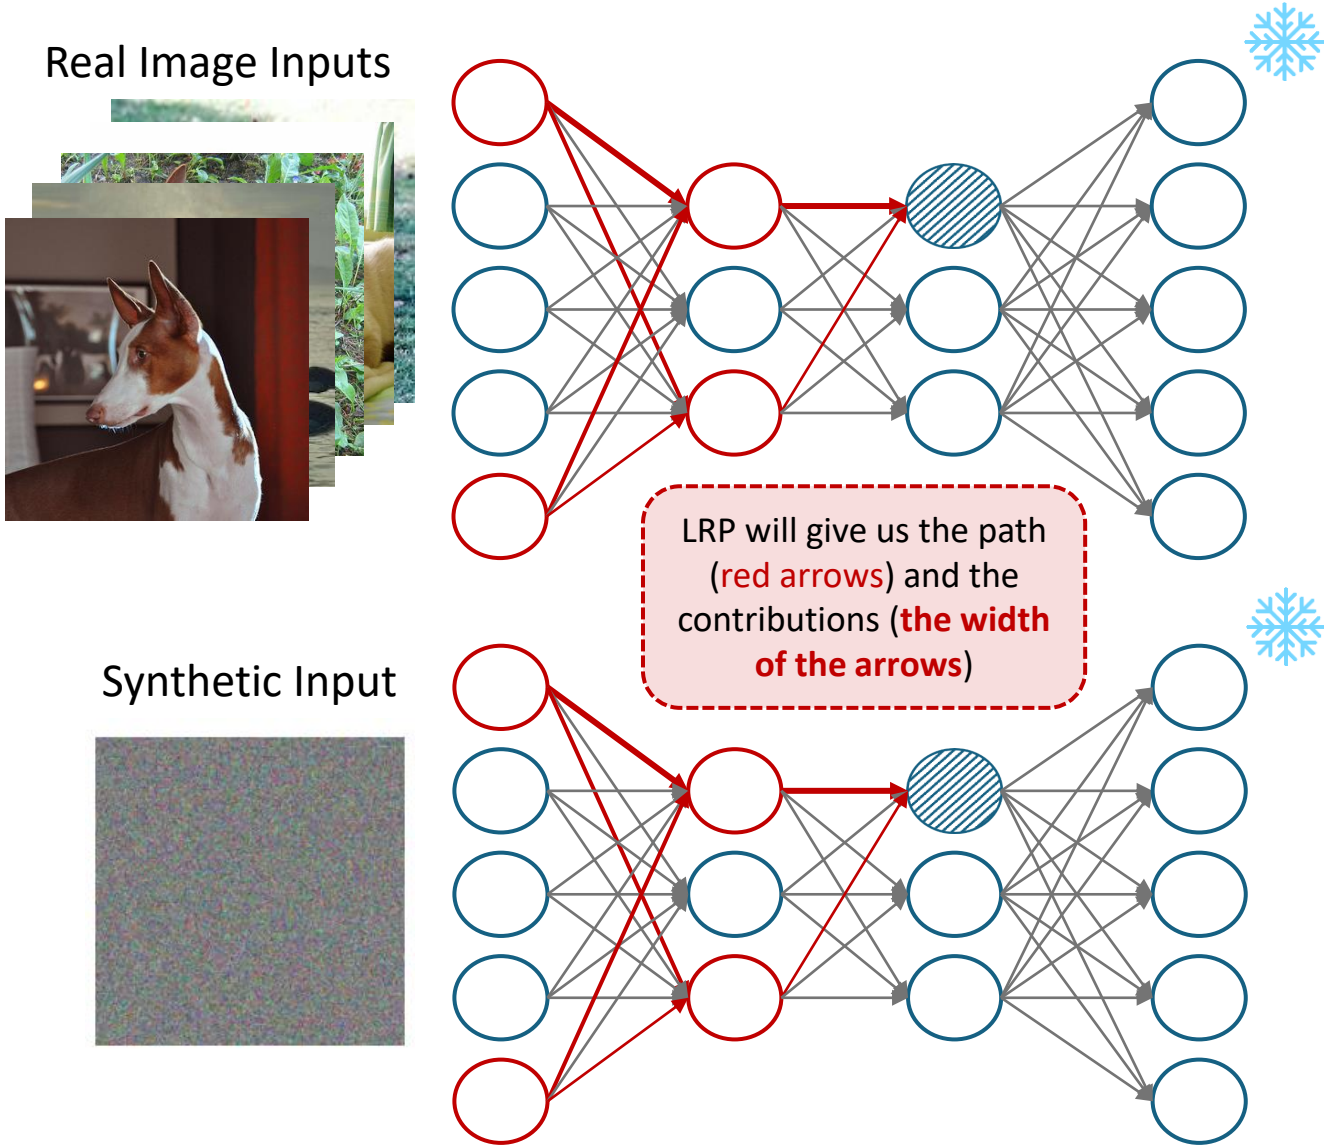 Real Image Inputs
LRP will give us the path
(red arrows) and the
contributions (the width
of the arrows)
Synthetic Input